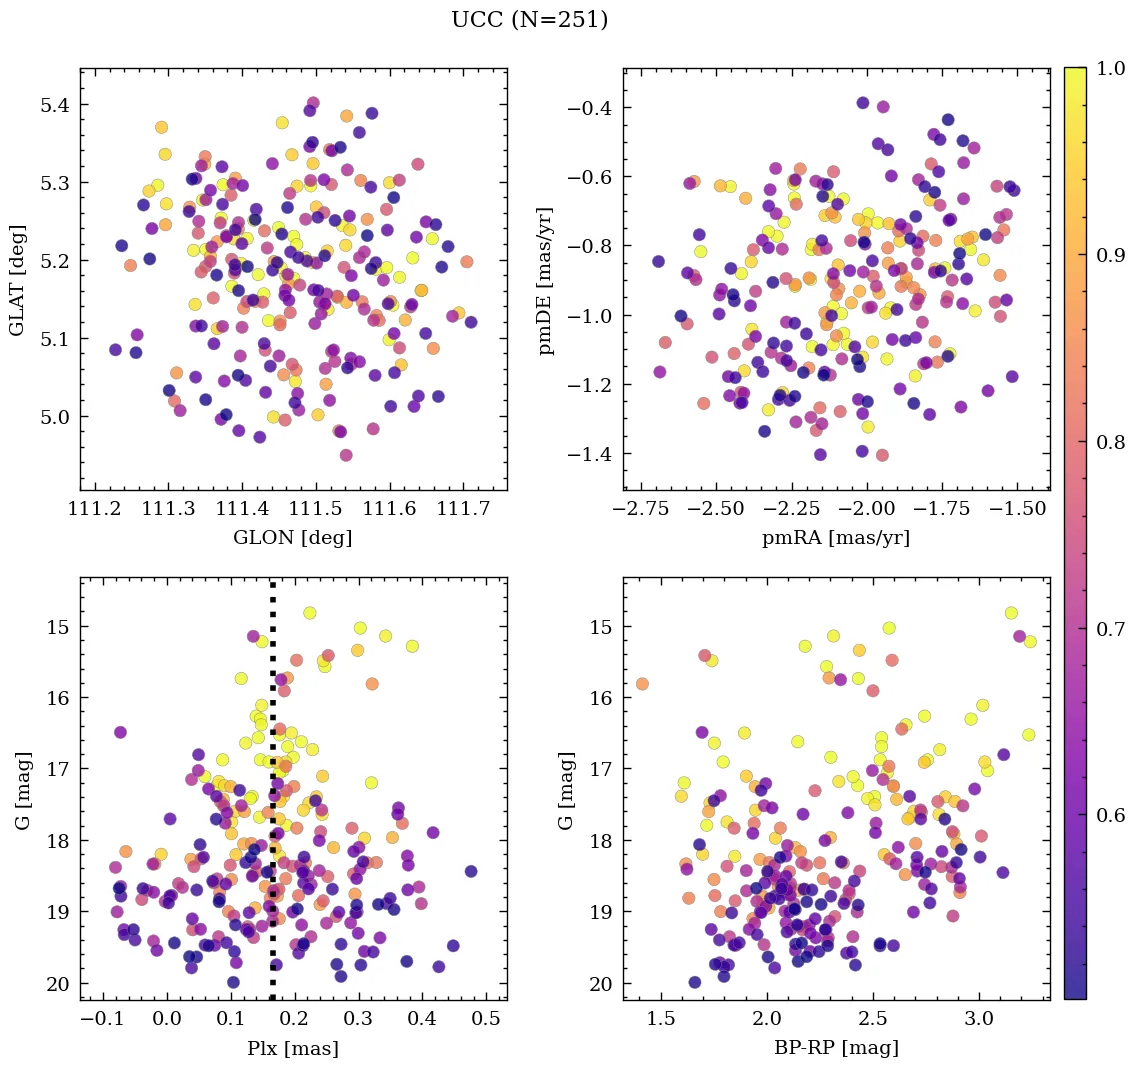 UCC (N=251)
5.4
5.3
5.2
5.1
5.0
GLAT [deg]
111.2 111.3 111.4 111.5 111.6 111.7
GLON [deg]
−0.4
−0.6
−0.8
−1.0
−1.2
−1.4
pmDE [mas/yr]
−2.75 −2.50 −2.25 −2.00 −1.75 −1.50
pmRA [mas/yr]
1.0
0.9
0.8
0.7
0.6
15
16
17
18
19
20
G [mag]
−0.1 0.0 0.1 0.2 0.3 0.4 0.5
Plx [mas]
15
16
17
18
19
20
G [mag]
1.5 2.0 2.5 3.0
BP-RP [mag]